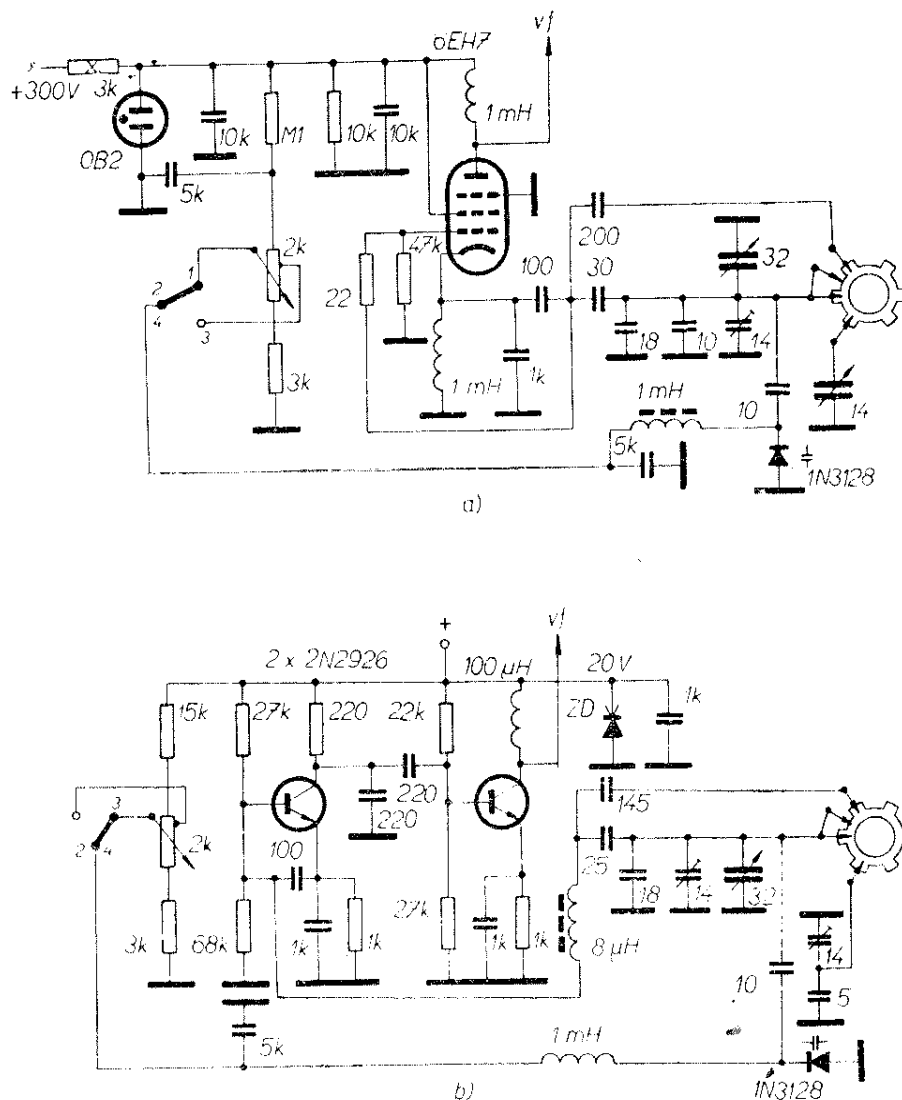 6EH7
vf
+300V
3k
1 mH
10k
M1
10k
10k
OB2
5k
2k
47k
200
32
1
2
4
3
22
100
30
18
10
14
3k
1 mH
1k
1 mH
10
14
5k
1N3128
a)
+
vf
2 x 2N2926
100 μH
20V
15k
27k
220
22k
ZD
1k
220
220
145
3
2
4
2k
100
25
18
14
32
3k
68k
1k
1k
27k
1k
1k
8 μH
10
14
5
5k
1mH
1N3128
b)